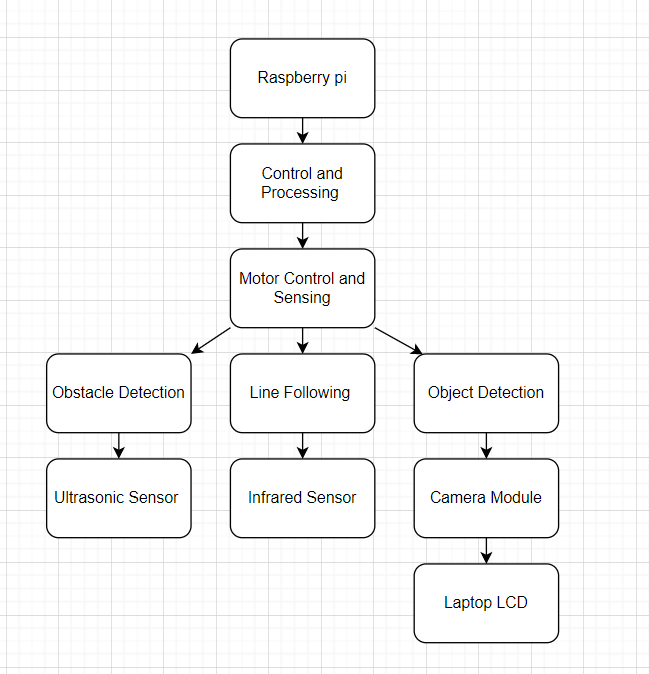 Raspberry pi
Control and
Processing
Motor Control and
Sensing
Obstacle Detection
Line Following
Object Detection
Ultrasonic Sensor
Infrared Sensor
Camera Module
Laptop LCD